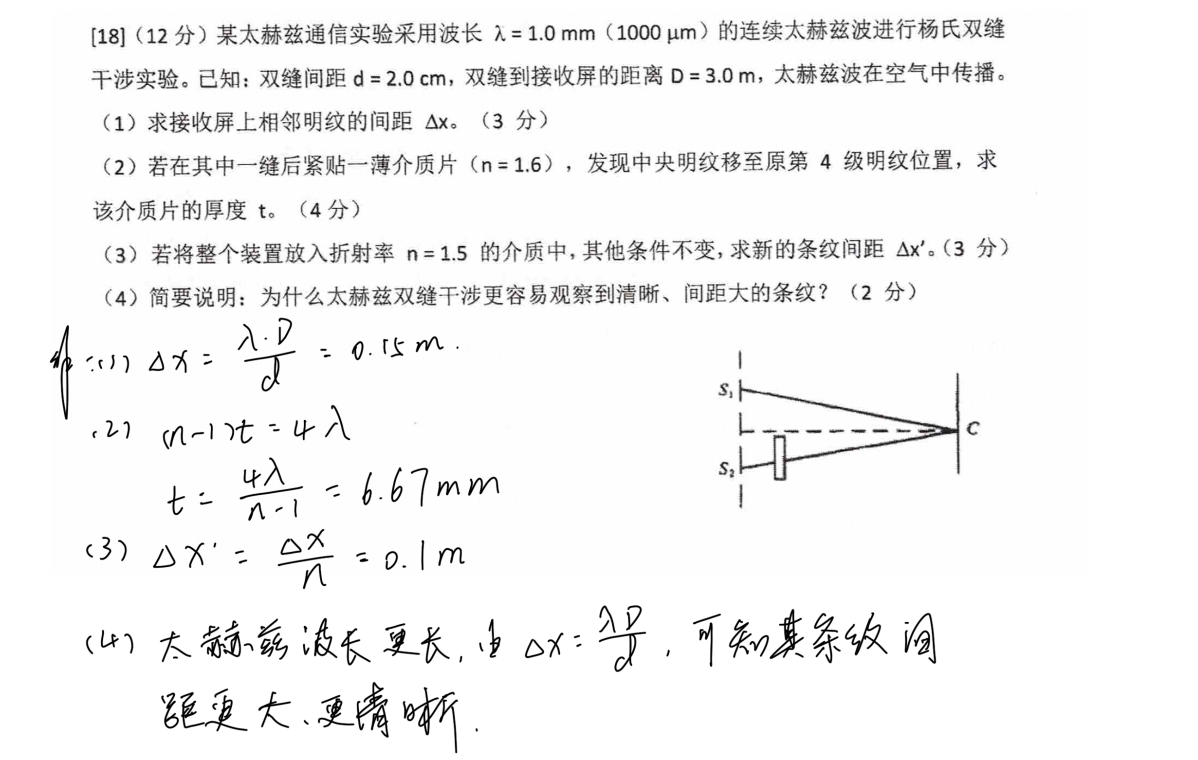 [18]（12 分）某太赫兹通信实验采用波长 λ = 1.0 mm（1000 μm）的连续太赫兹波进行杨氏双缝
干涉实验。已知：双缝间距 d = 2.0 cm，双缝到接收屏的距离 D = 3.0 m，太赫兹波在空气中传播。
（1）求接收屏上相邻明纹的间距 Δx。（3 分）
（2）若在其中一缝后紧贴一薄介质片（n = 1.6），发现中央明纹移至原第 4 级明纹位置，求
该介质片的厚度 t。（4 分）
（3）若将整个装置放入折射率 n = 1.5 的介质中，其他条件不变，求新的条纹间距 Δx′。（3 分）
（4）简要说明：为什么太赫兹双缝干涉更容易观察到清晰、间距大的条纹？（2 分）
解:(1) Δx = λ·D/d = 0.15 m.
(2) (n-1)t = 4λ
t = 4λ/(n-1) = 6.67mm
(3) Δx' = Δx/n = 0.1m
(4) 太赫兹波长更长, 由 Δx = λD/d, 可知其条纹间
距更大、更清晰.
S₁
C
S₂